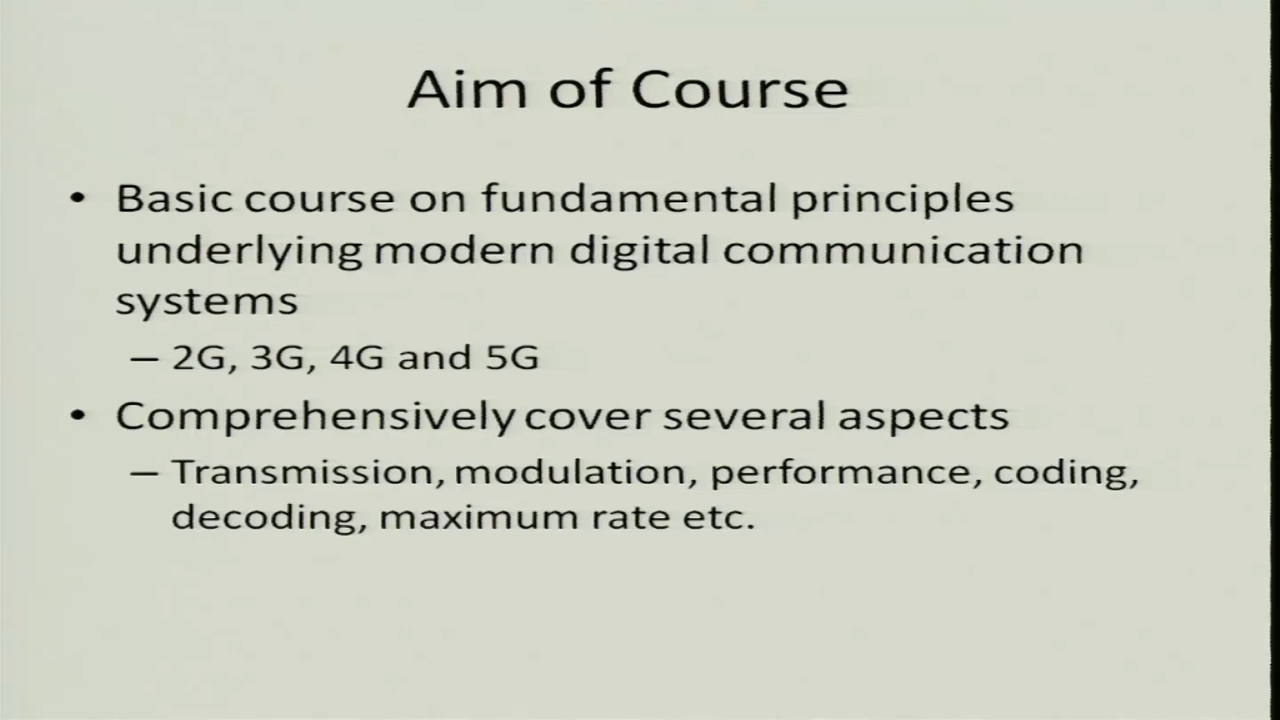 Aim of Course
• Basic course on fundamental principles
underlying modern digital communication
systems
– 2G, 3G, 4G and 5G
• Comprehensively cover several aspects
– Transmission, modulation, performance, coding,
decoding, maximum rate etc.